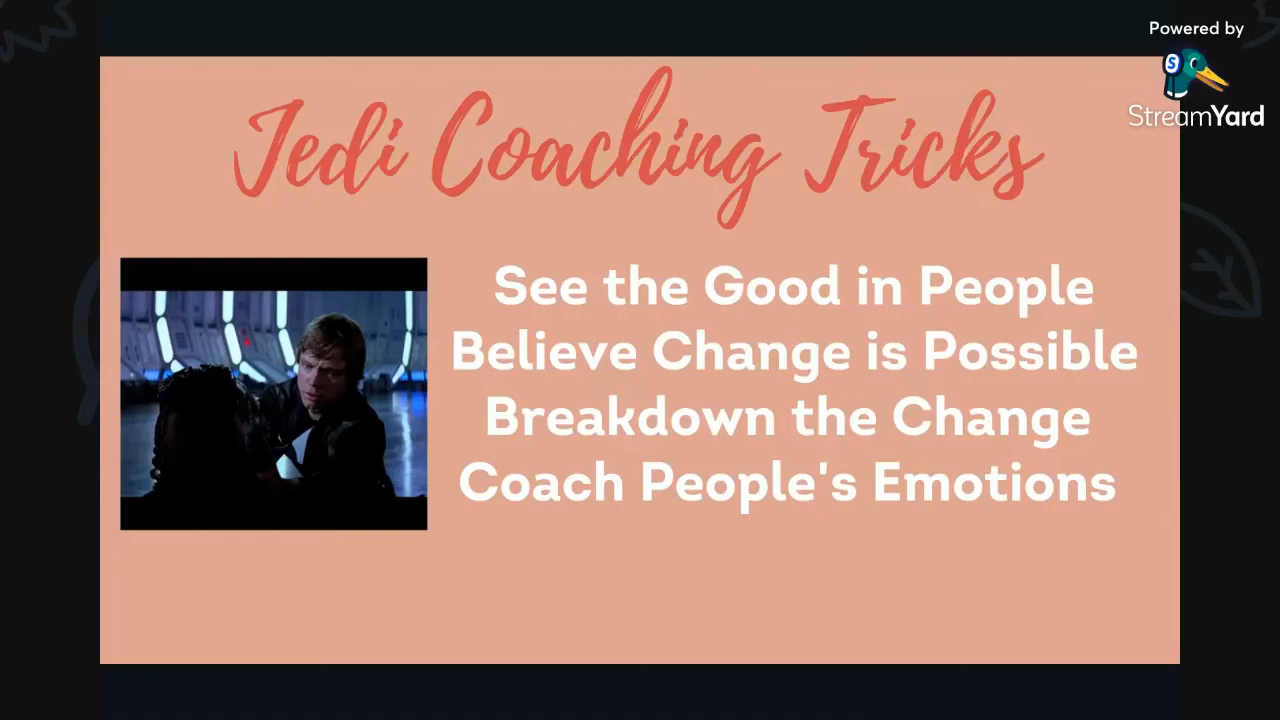 Powered by
StreamYard
Jedi Coaching Tricks
See the Good in People
Believe Change is Possible
Breakdown the Change
Coach People's Emotions